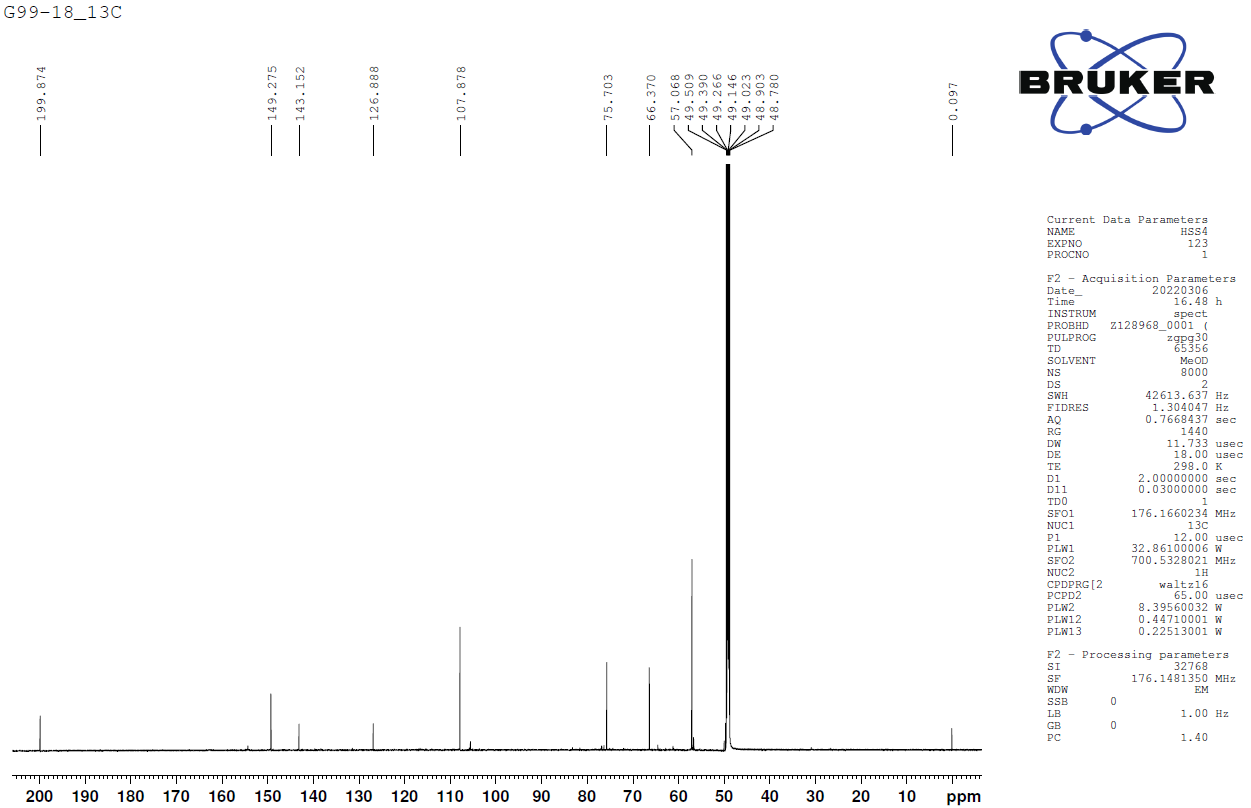 G99-18_13C
199.874
149.275
143.152
126.888
107.878
75.703
66.370
57.068
49.509
49.390
49.266
49.146
49.023
48.903
48.780
0.097
BRUKER
Current Data Parameters
NAME HSS4
EXPNO 123
PROCNO 1
F2 - Acquisition Parameters
Date_ 20220306
Time 16.48 h
INSTRUM spect
PROBHD Z128968_0001 (
PULPROG zgpg30
TD 65356
SOLVENT MeOD
NS 8000
DS 2
SWH 42613.637 Hz
FIDRES 1.304047 Hz
AQ 0.7668437 sec
RG 1440
DW 11.733 usec
DE 18.00 usec
TE 298.0 K
D1 2.00000000 sec
D11 0.03000000 sec
TD0 1
SFO1 176.1660234 MHz
NUC1 13C
P1 12.00 usec
PLW1 32.86100006 W
SFO2 700.5328021 MHz
NUC2 1H
CPDPRG[2 waltz16
PCPD2 65.00 usec
PLW2 8.39560032 W
PLW12 0.44710001 W
PLW13 0.22513001 W
F2 - Processing parameters
SI 32768
SF 176.1481350 MHz
WDW EM
SSB 0
LB 1.00 Hz
GB 0
PC 1.40
200 190 180 170 160 150 140 130 120 110 100 90 80 70 60 50 40 30 20 10 ppm